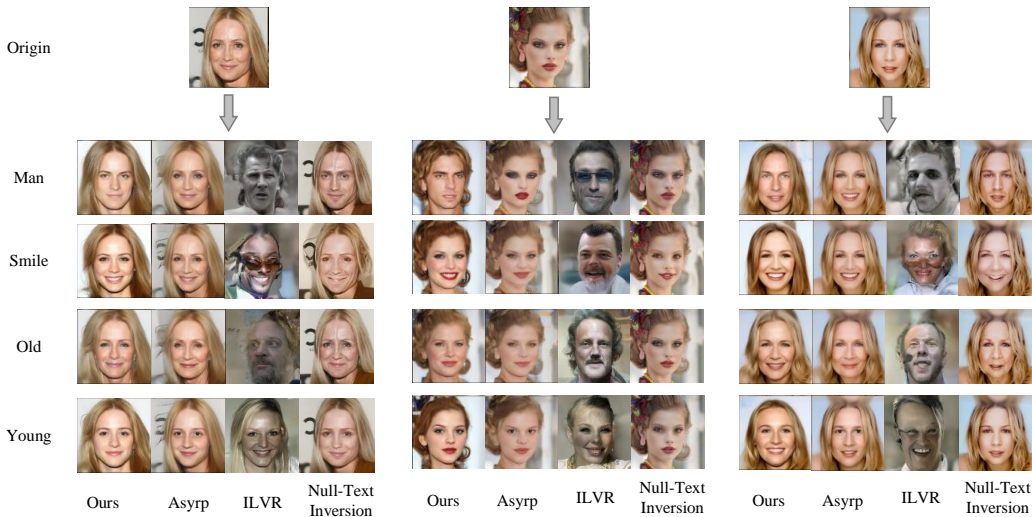 Origin
Man
Smile
Old
Young
Ours Asyrp ILVR Null-Text Inversion Ours Asyrp ILVR Null-Text Inversion Ours Asyrp ILVR Null-Text Inversion